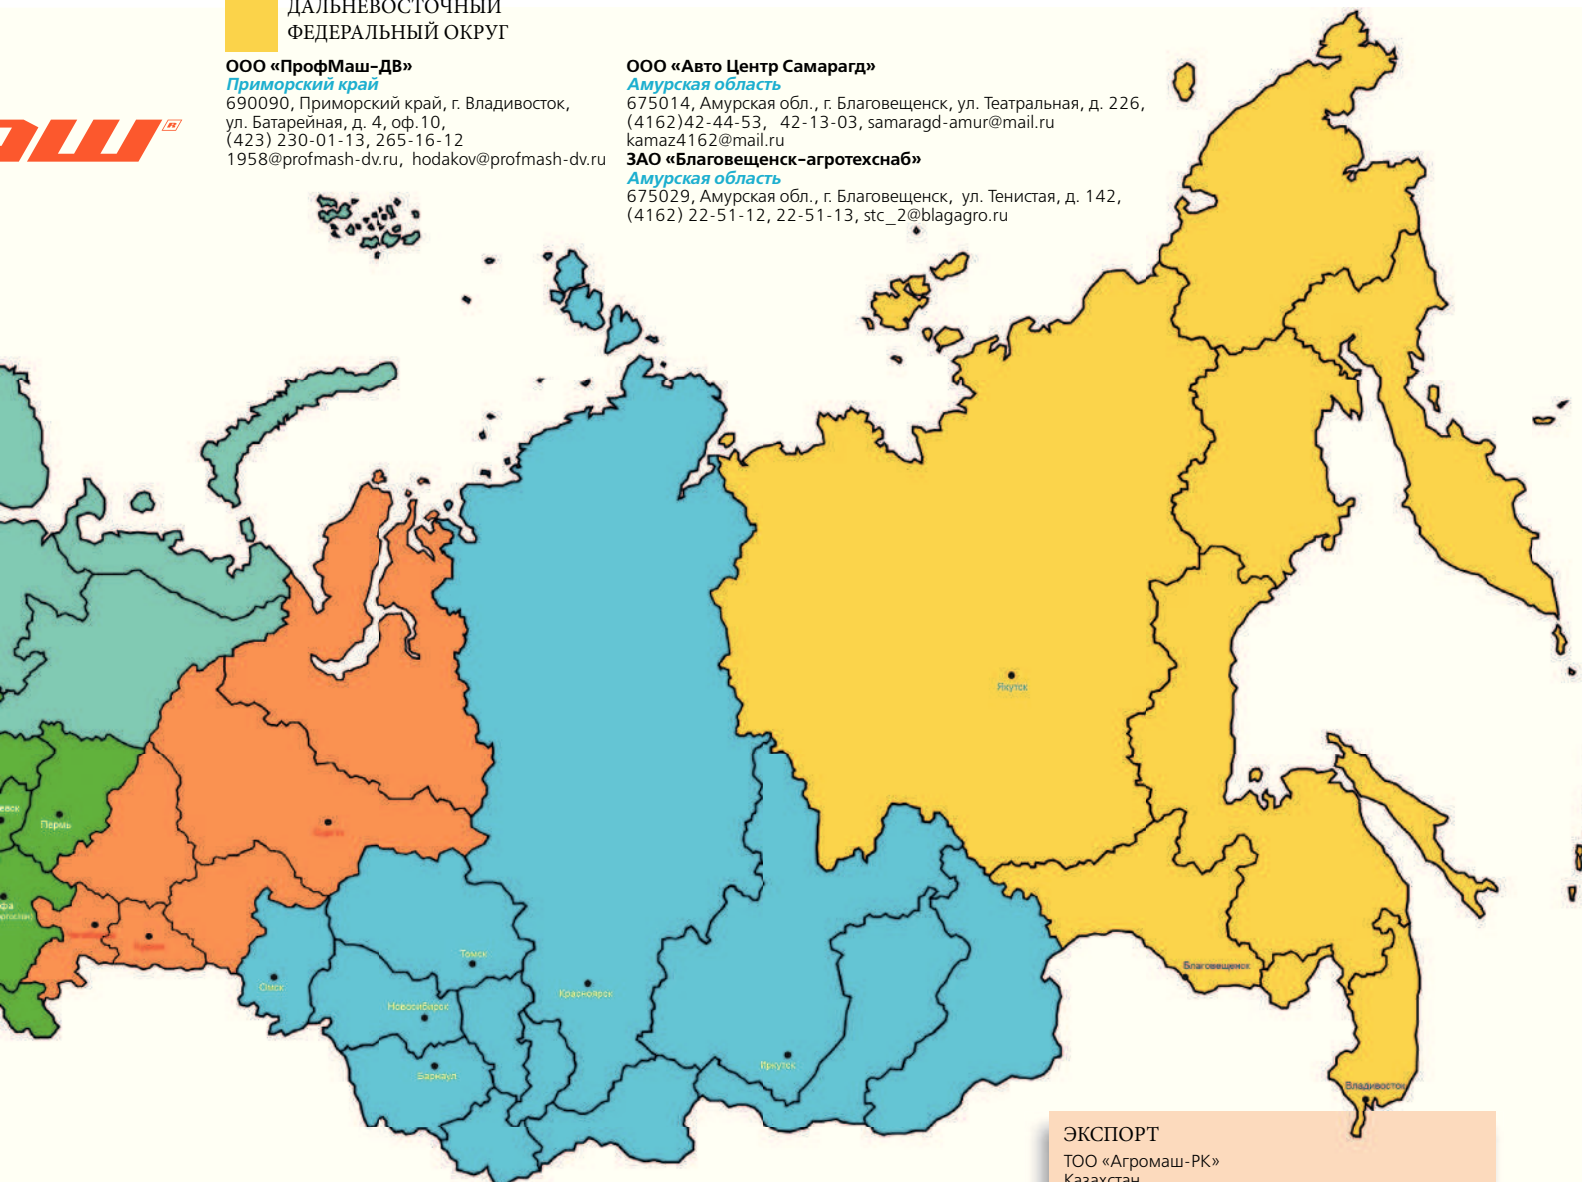 ДАЛЬНЕВОСТОЧНЫЙ
ФЕДЕРАЛЬНЫЙ ОКРУГ
ООО «ПрофМаш-ДВ»
Приморский край
690090, Приморский край, г. Владивосток,
ул. Батарейная, д. 4, оф.10,
(423) 230-01-13, 265-16-12
1958@profmash-dv.ru, hodakov@profmash-dv.ru
ООО «Авто Центр Самарагд»
Амурская область
675014, Амурская обл., г. Благовещенск, ул. Театральная, д. 226,
(4162)42-44-53, 42-13-03, samaragd-amur@mail.ru
kamaz4162@mail.ru
ЗАО «Благовещенск-агротехснаб»
Амурская область
675029, Амурская обл., г. Благовещенск, ул. Тенистая, д. 142,
(4162) 22-51-12, 22-51-13, stc_2@blagagro.ru
аш®
Якутск
Пермь
Томск
Омск
Новосибирск
Красноярск
Барнаул
Иркутск
Благовещенск
Владивосток
ЭКСПОРТ
ТОО «Агромаш-РК»
Казахстан